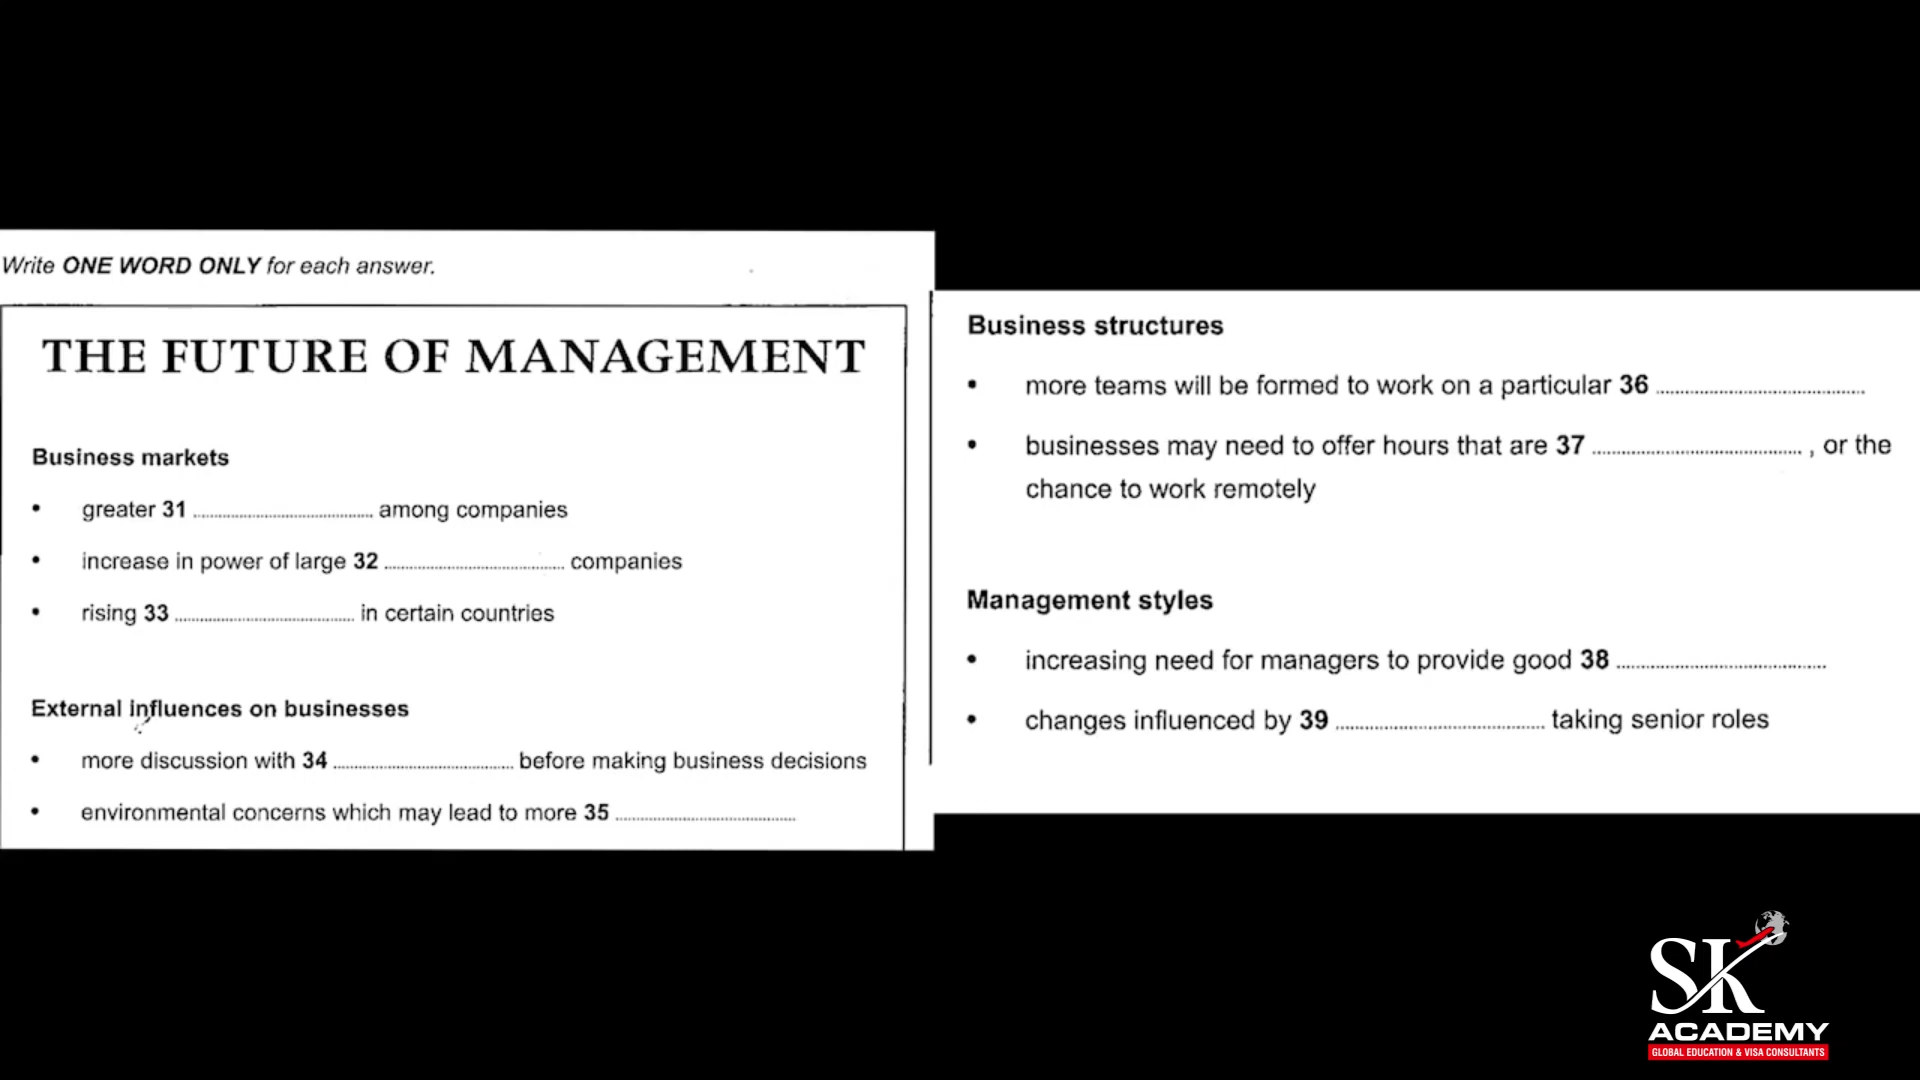 Write ONE WORD ONLY for each answer.
THE FUTURE OF MANAGEMENT
Business markets
• greater 31 .................... among companies
• increase in power of large 32 .................... companies
• rising 33 .................... in certain countries
External influences on businesses
• more discussion with 34 .................... before making business decisions
• environmental concerns which may lead to more 35 ....................
Business structures
• more teams will be formed to work on a particular 36 ....................
• businesses may need to offer hours that are 37 .................... , or the
chance to work remotely
Management styles
• increasing need for managers to provide good 38 ....................
• changes influenced by 39 .................... taking senior roles
SK
ACADEMY
GLOBAL EDUCATION & VISA CONSULTANTS